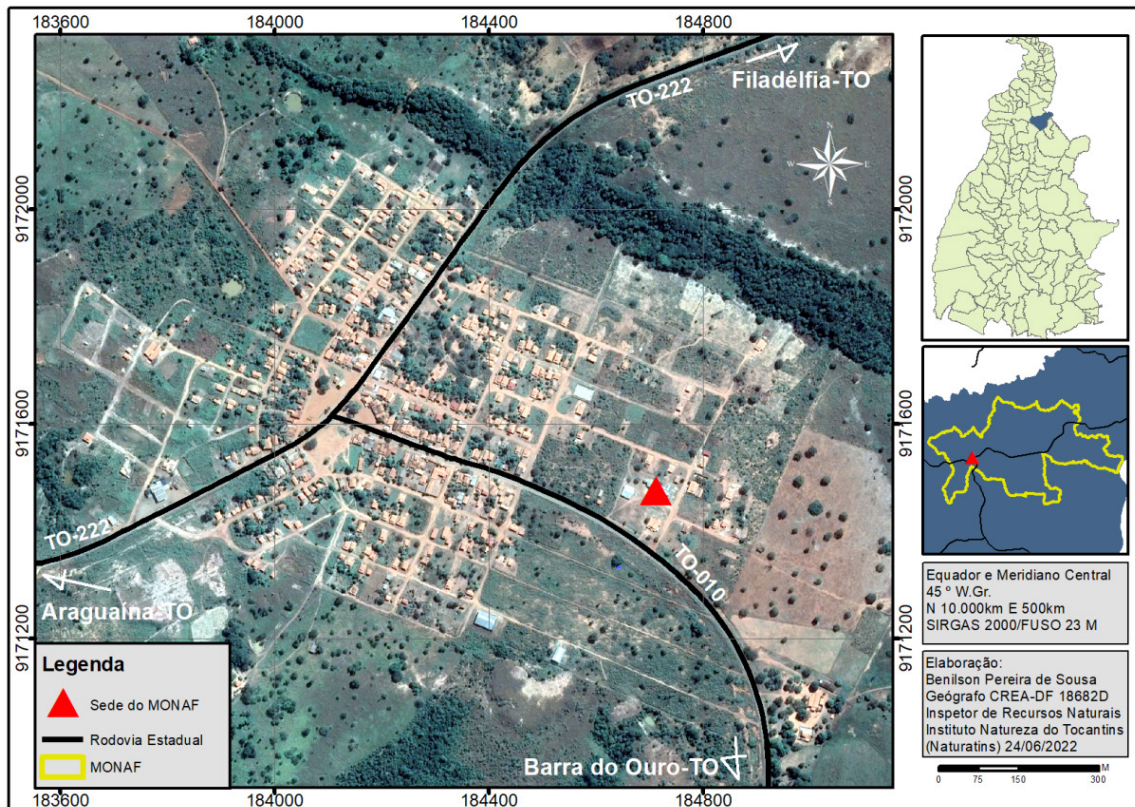 183600
184000
184400
184800
9172000
9171600
9171200
9172000
9171600
9171200
Filadélfia-TO
TO-222
N
W
E
S
TO-222
Araguaína-TO
TO-010
Barra do Ouro-TO
Legenda
Sede do MONAF
Rodovia Estadual
MONAF
183600
184000
184400
184800
Equador e Meridiano Central
45 º W.Gr.
N 10.000km E 500km
SIRGAS 2000/FUSO 23 M
Elaboração:
Benilson Pereira de Sousa
Geógrafo CREA-DF 18682D
Inspetor de Recursos Naturais
Instituto Natureza do Tocantins
(Naturatins) 24/06/2022
M
0 75 150 300